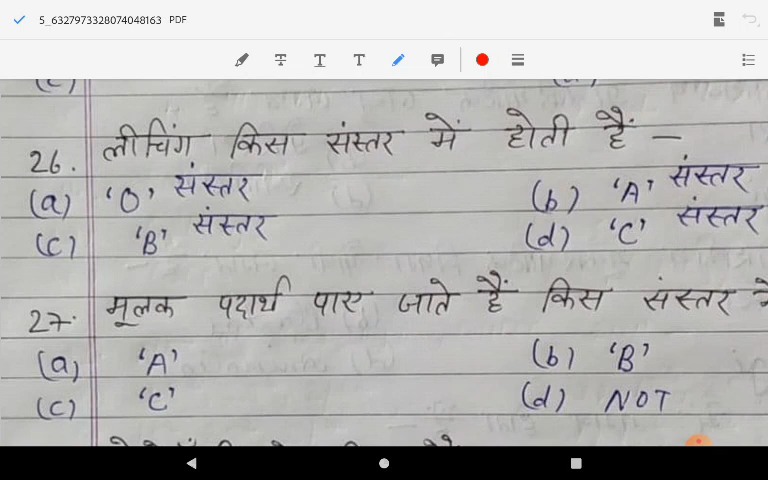 5_6327973328074048163 PDF
26. लीचिंग किस संस्तर में होती हैं –
(a) 'O' संस्तर (b) 'A' संस्तर
(c) 'B' संस्तर (d) 'C' संस्तर
27. मूलक पदार्थ पाए जाते हैं किस संस्तर
(a) 'A' (b) 'B'
(c) 'C' (d) NOT